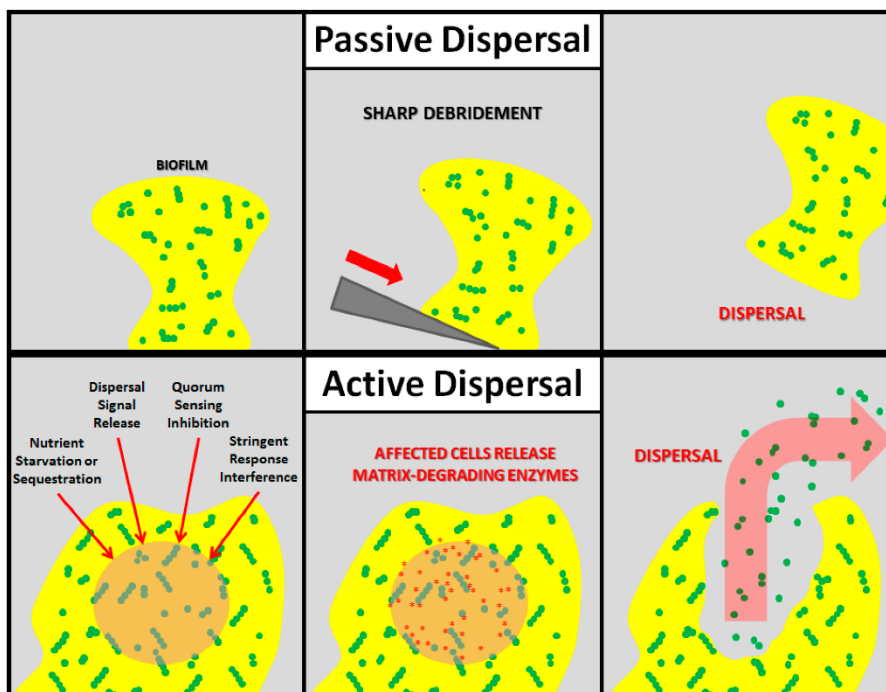 Passive Dispersal
BIOFILM
SHARP DEBRIDEMENT
DISPERSAL
Active Dispersal
Nutrient
Starvation or
Sequestration
Dispersal
Signal
Release
Quorum
Sensing
Inhibition
Stringent
Response
Interference
AFFECTED CELLS RELEASE
MATRIX-DEGRADING ENZYMES
DISPERSAL